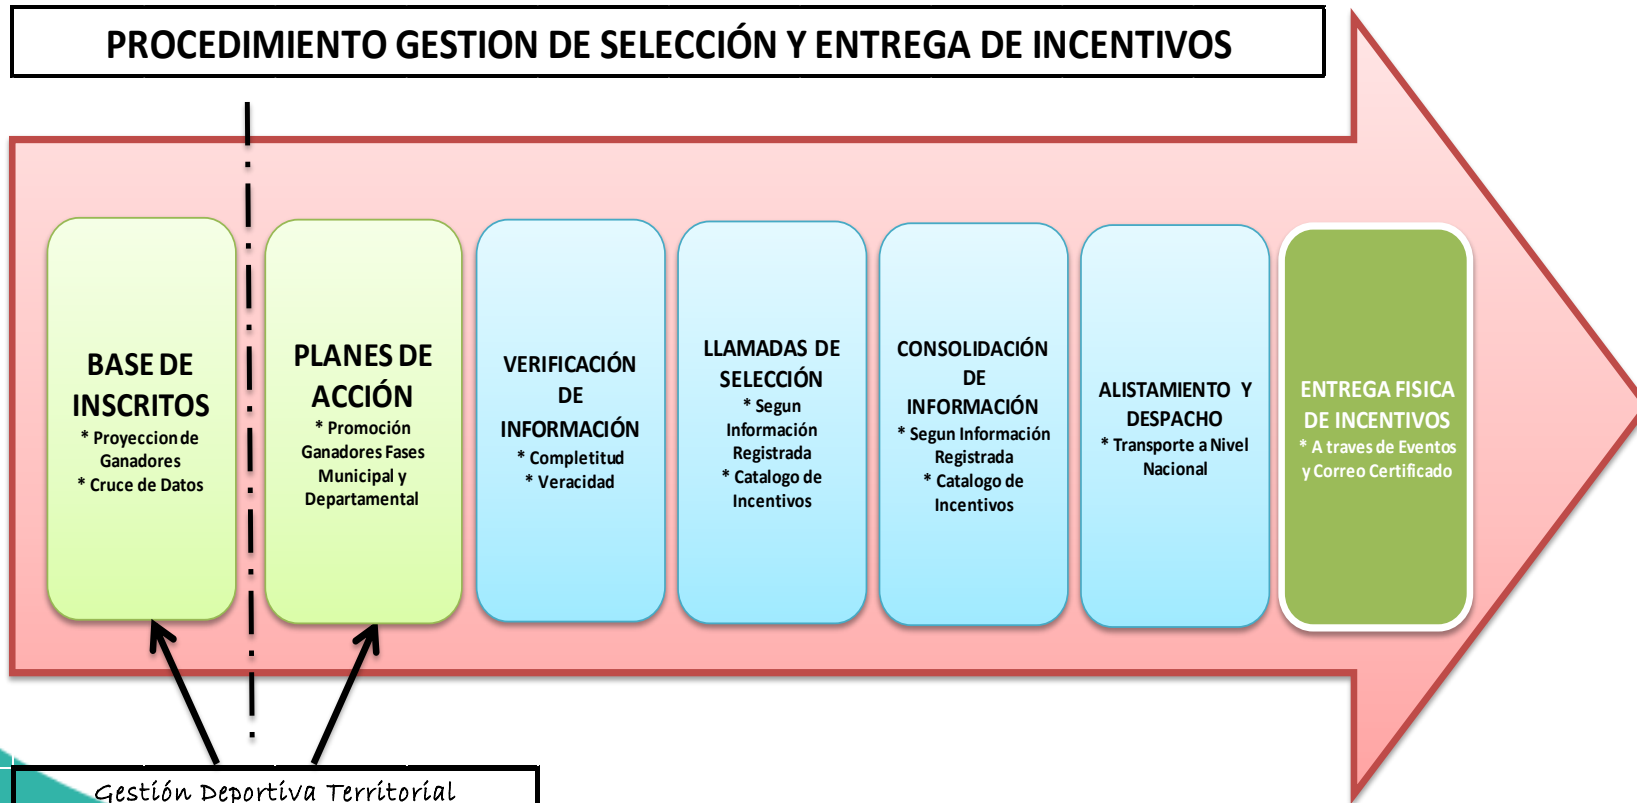 PROCEDIMIENTO GESTION DE SELECCIÓN Y ENTREGA DE INCENTIVOS
BASE DE
INSCRITOS
* Proyeccion de
Ganadores
* Cruce de Datos
PLANES DE
ACCIÓN
* Promoción
Ganadores Fases
Municipal y
Departamental
VERIFICACIÓN
DE
INFORMACIÓN
* Completitud
* Veracidad
LLAMADAS DE
SELECCIÓN
* Segun
Información
Registrada
* Catalogo de
Incentivos
CONSOLIDACIÓN
DE
INFORMACIÓN
* Segun Información
Registrada
* Catalogo de
Incentivos
ALISTAMIENTO Y
DESPACHO
* Transporte a Nivel
Nacional
ENTREGA FISICA
DE INCENTIVOS
* A traves de Eventos
y Correo Certificado
Gestión Deportiva Territorial